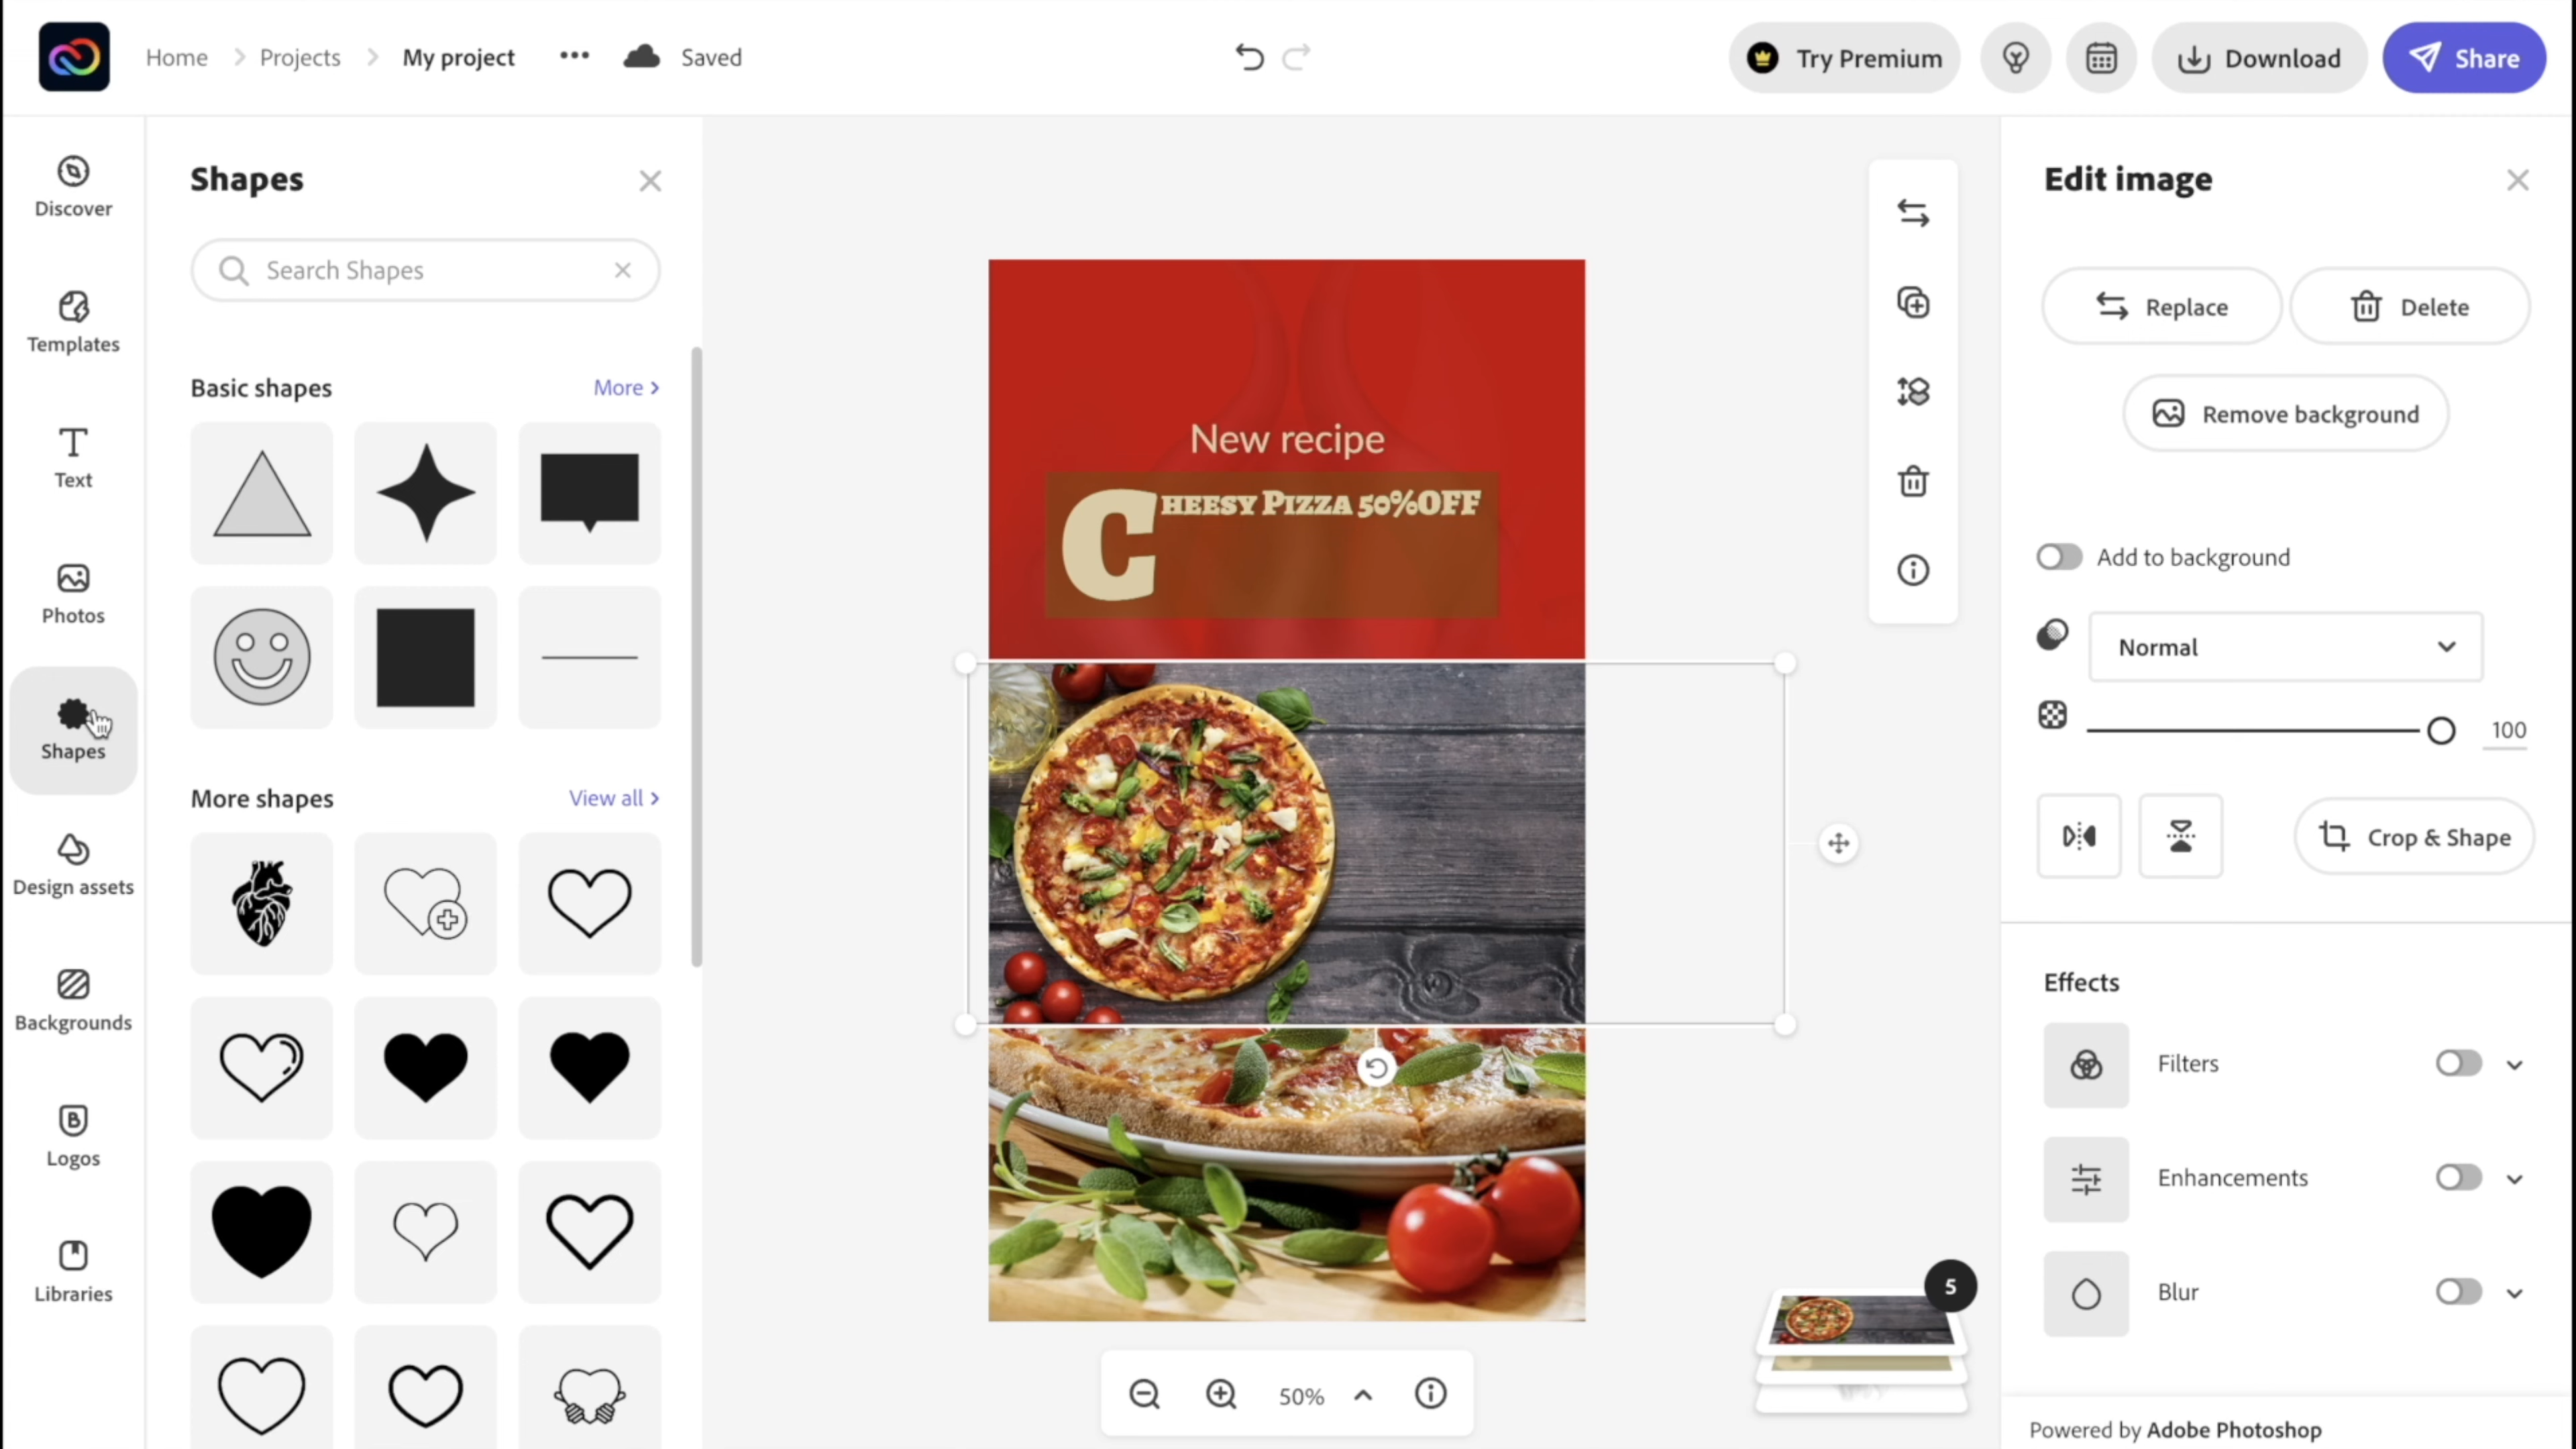 Home
Projects
My project
Saved
Try Premium
Download
Share
Discover
Templates
Text
Photos
Shapes
Design assets
Backgrounds
Logos
Libraries
Shapes
Search Shapes
Basic shapes
More
More shapes
View all
New recipe
Cheesy Pizza 50%OFF
50%
5
Edit image
Replace
Delete
Remove background
Add to background
Normal
100
Crop & Shape
Effects
Filters
Enhancements
Blur
Powered by Adobe Photoshop